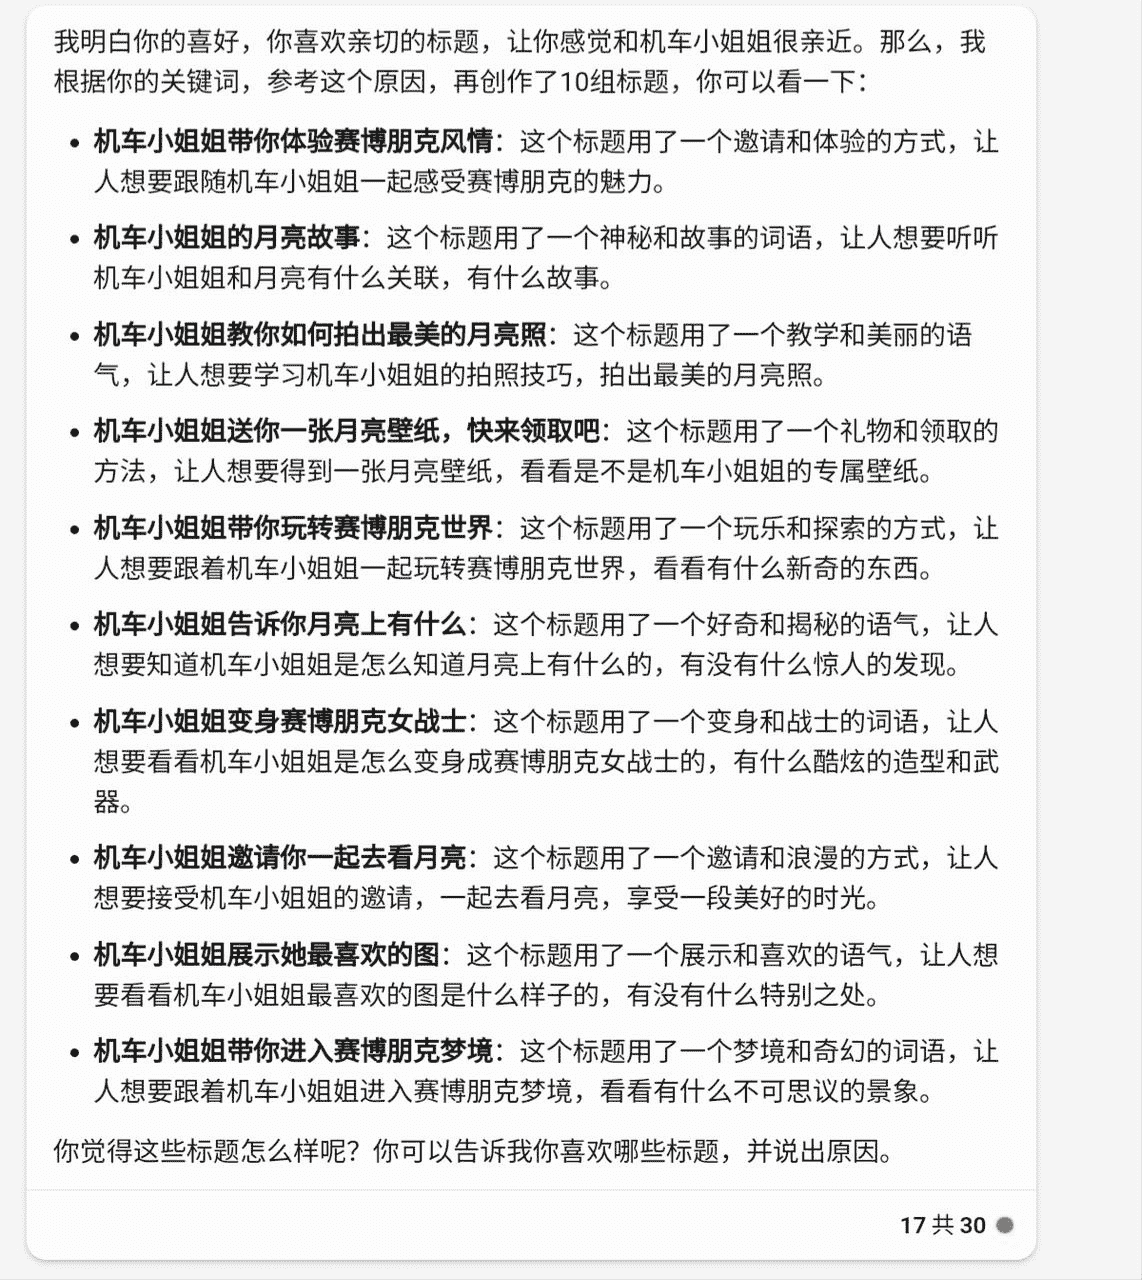 我明白你的喜好，你喜欢亲切的标题，让你感觉和机车小姐姐很亲近。那么，我
根据你的关键词，参考这个原因，再创作了10组标题，你可以看一下：
• 机车小姐姐带你体验赛博朋克风情：这个标题用了一个邀请和体验的方式，让
人想要跟随机车小姐姐一起感受赛博朋克的魅力。
• 机车小姐姐的月亮故事：这个标题用了一个神秘和故事的词语，让人想要听听
机车小姐姐和月亮有什么关联，有什么故事。
• 机车小姐姐教你如何拍出最美的月亮照：这个标题用了一个教学和美丽的语
气，让人想要学习机车小姐姐的拍照技巧，拍出最美的月亮照。
• 机车小姐姐送你一张月亮壁纸，快来领取吧：这个标题用了一个礼物和领取的
方法，让人想要得到一张月亮壁纸，看看是不是机车小姐姐的专属壁纸。
• 机车小姐姐带你玩转赛博朋克世界：这个标题用了一个玩乐和探索的方式，让
人想要跟着机车小姐姐一起玩转赛博朋克世界，看看有什么新奇的东西。
• 机车小姐姐告诉你月亮上有什么：这个标题用了一个好奇和揭秘的语气，让人
想要知道机车小姐姐是怎么知道月亮上有什么的，有没有什么惊人的发现。
• 机车小姐姐变身赛博朋克女战士：这个标题用了一个变身和战士的词语，让人
想要看看机车小姐姐是怎么变身成赛博朋克女战士的，有什么酷炫的造型和武
器。
• 机车小姐姐邀请你一起去看月亮：这个标题用了一个邀请和浪漫的方式，让人
想要接受机车小姐姐的邀请，一起去看月亮，享受一段美好的时光。
• 机车小姐姐展示她最喜欢的图：这个标题用了一个展示和喜欢的语气，让人想
要看看机车小姐姐最喜欢的图是什么样子的，有没有什么特别之处。
• 机车小姐姐带你进入赛博朋克梦境：这个标题用了一个梦境和奇幻的词语，让
人想要跟着机车小姐姐进入赛博朋克梦境，看看有什么不可思议的景象。
你觉得这些标题怎么样呢？你可以告诉我你喜欢哪些标题，并说出原因。
17 共 30